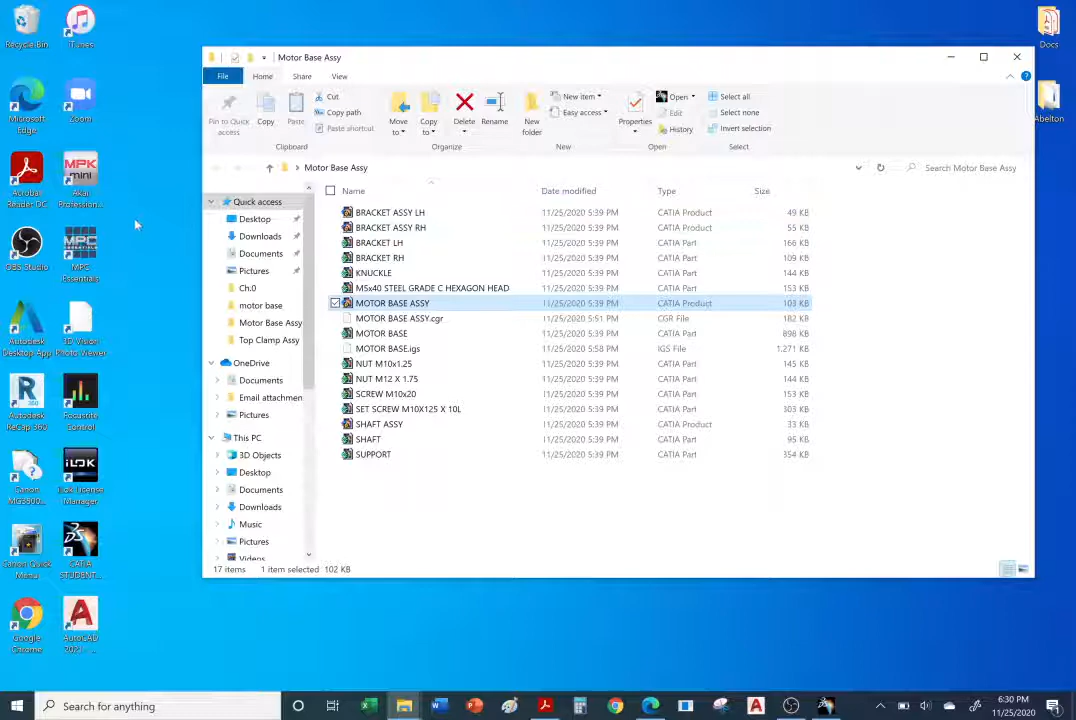 Recycle Bin
iTunes
Docs
Microsoft
Edge
Zoom
Abelton
Acrobat
Reader DC
Akai
Profession...
OBS Studio
MPC
Essentials
Autodesk
Desktop App
3D Vision
Photo Viewer
Autodesk
ReCap 360
Focusrite
Control
Canon
iLok License
Manager
Canon Quick
Menu
CATIA
STUDENT...
Google
Chrome
AutoCAD
2021 - ...
Motor Base Assy
File
Home
Share
View
Pin to Quick
access
Copy
Paste
Cut
Copy path
Paste shortcut
Clipboard
Move
to
Copy
to
Delete
Rename
Organize
New
folder
New item
Easy access
New
Properties
Open
Edit
History
Open
Select all
Select none
Invert selection
Select
Motor Base Assy
Search Motor Base Assy
Quick access
Desktop
Downloads
Documents
Pictures
Ch.0
motor base
Motor Base Assy
Top Clamp Assy
OneDrive
Documents
Email attachmen
Pictures
This PC
3D Objects
Desktop
Documents
Downloads
Music
Pictures
Videos
Name Date modified Type Size
BRACKET ASSY LH 11/25/2020 5:39 PM CATIA Product 49 KB
BRACKET ASSY RH 11/25/2020 5:39 PM CATIA Product 55 KB
BRACKET LH 11/25/2020 5:39 PM CATIA Part 166 KB
BRACKET RH 11/25/2020 5:39 PM CATIA Part 109 KB
KNUCKLE 11/25/2020 5:39 PM CATIA Part 144 KB
M5x40 STEEL GRADE C HEXAGON HEAD 11/25/2020 5:39 PM CATIA Part 153 KB
MOTOR BASE ASSY 11/25/2020 5:39 PM CATIA Product 103 KB
MOTOR BASE ASSY.cgr 11/25/2020 5:51 PM CGR File 182 KB
MOTOR BASE 11/25/2020 5:39 PM CATIA Part 898 KB
MOTOR BASE.igs 11/25/2020 5:58 PM IGS File 1,271 KB
NUT M10x1.25 11/25/2020 5:39 PM CATIA Part 145 KB
NUT M12 X 1.75 11/25/2020 5:39 PM CATIA Part 144 KB
SCREW M10x20 11/25/2020 5:39 PM CATIA Part 153 KB
SET SCREW M10X125 X 10L 11/25/2020 5:39 PM CATIA Part 303 KB
SHAFT ASSY 11/25/2020 5:39 PM CATIA Product 33 KB
SHAFT 11/25/2020 5:39 PM CATIA Part 95 KB
SUPPORT 11/25/2020 5:39 PM CATIA Part 354 KB
17 items 1 item selected 102 KB
Search for anything
6:30 PM
11/25/2020